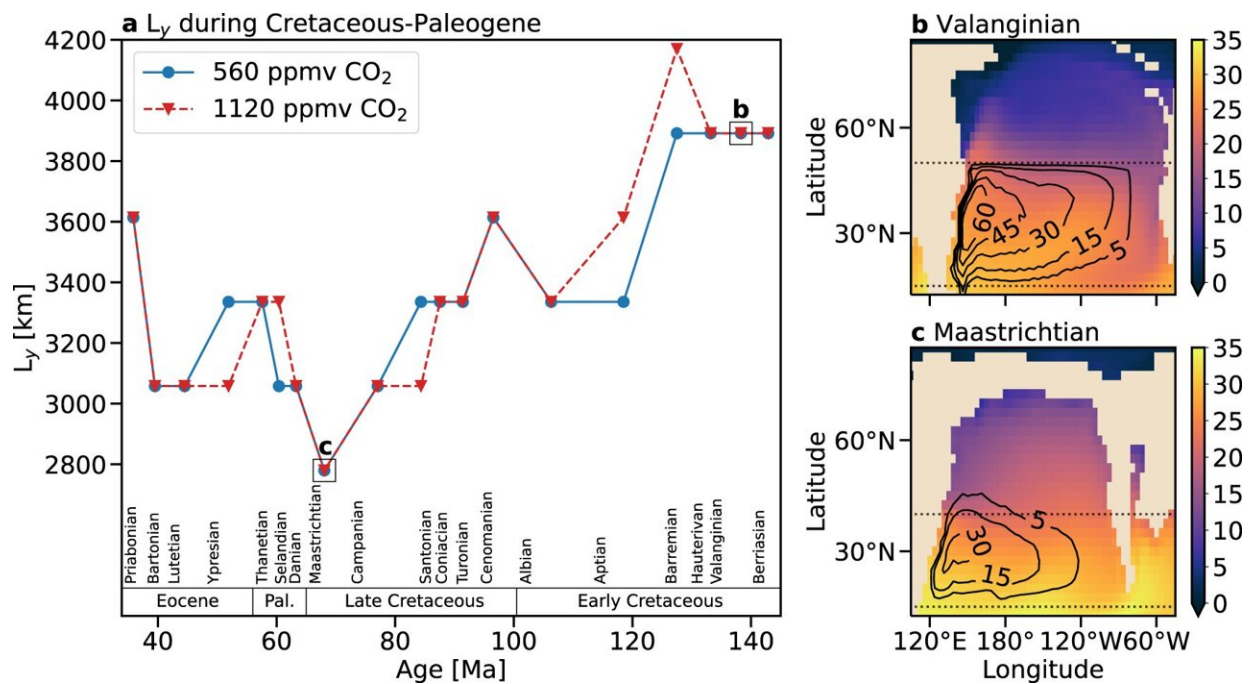 a Ly during Cretaceous-Paleogene
4200
4000
3800
3600
3400
3200
3000
2800
Ly [km]
560 ppmv CO2
1120 ppmv CO2
b
c
Priabonian
Bartonian
Lutetian
Ypresian
Thanetian
Selandian
Danian
Maastrichtian
Campanian
Santonian
Coniacian
Turonian
Cenomanian
Albian
Aptian
Barremian
Hauterivan
Valanginian
Berriasian
Eocene Pal. Late Cretaceous Early Cretaceous
40 60 80 100 120 140
Age [Ma]
b Valanginian
60°N
30°N
Latitude
60
45
30
15
5
35
30
25
20
15
10
5
0
c Maastrichtian
60°N
30°N
Latitude
5
30
15
35
30
25
20
15
10
5
0
120°E 180° 120°W 60°W
Longitude